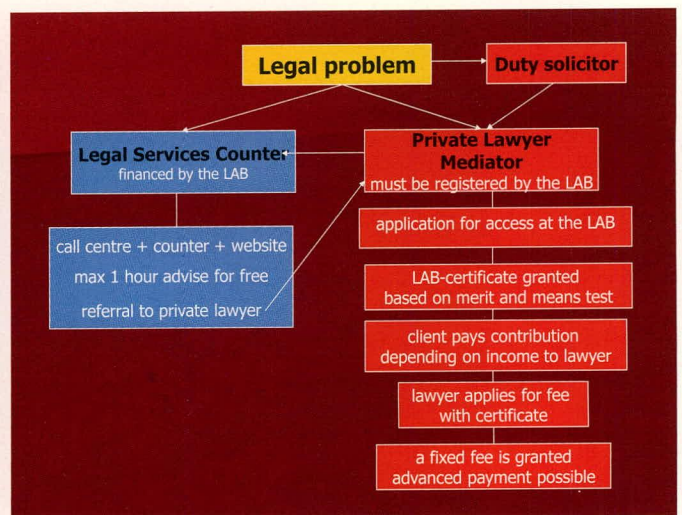 Legal problem
Duty solicitor
Legal Services Counter
financed by the LAB
Private Lawyer
Mediator
must be registered by the LAB
call centre + counter + website
max 1 hour advise for free
referral to private lawyer
application for access at the LAB
LAB-certificate granted
based on merit and means test
client pays contribution
depending on income to lawyer
lawyer applies for fee
with certificate
a fixed fee is granted
advanced payment possible